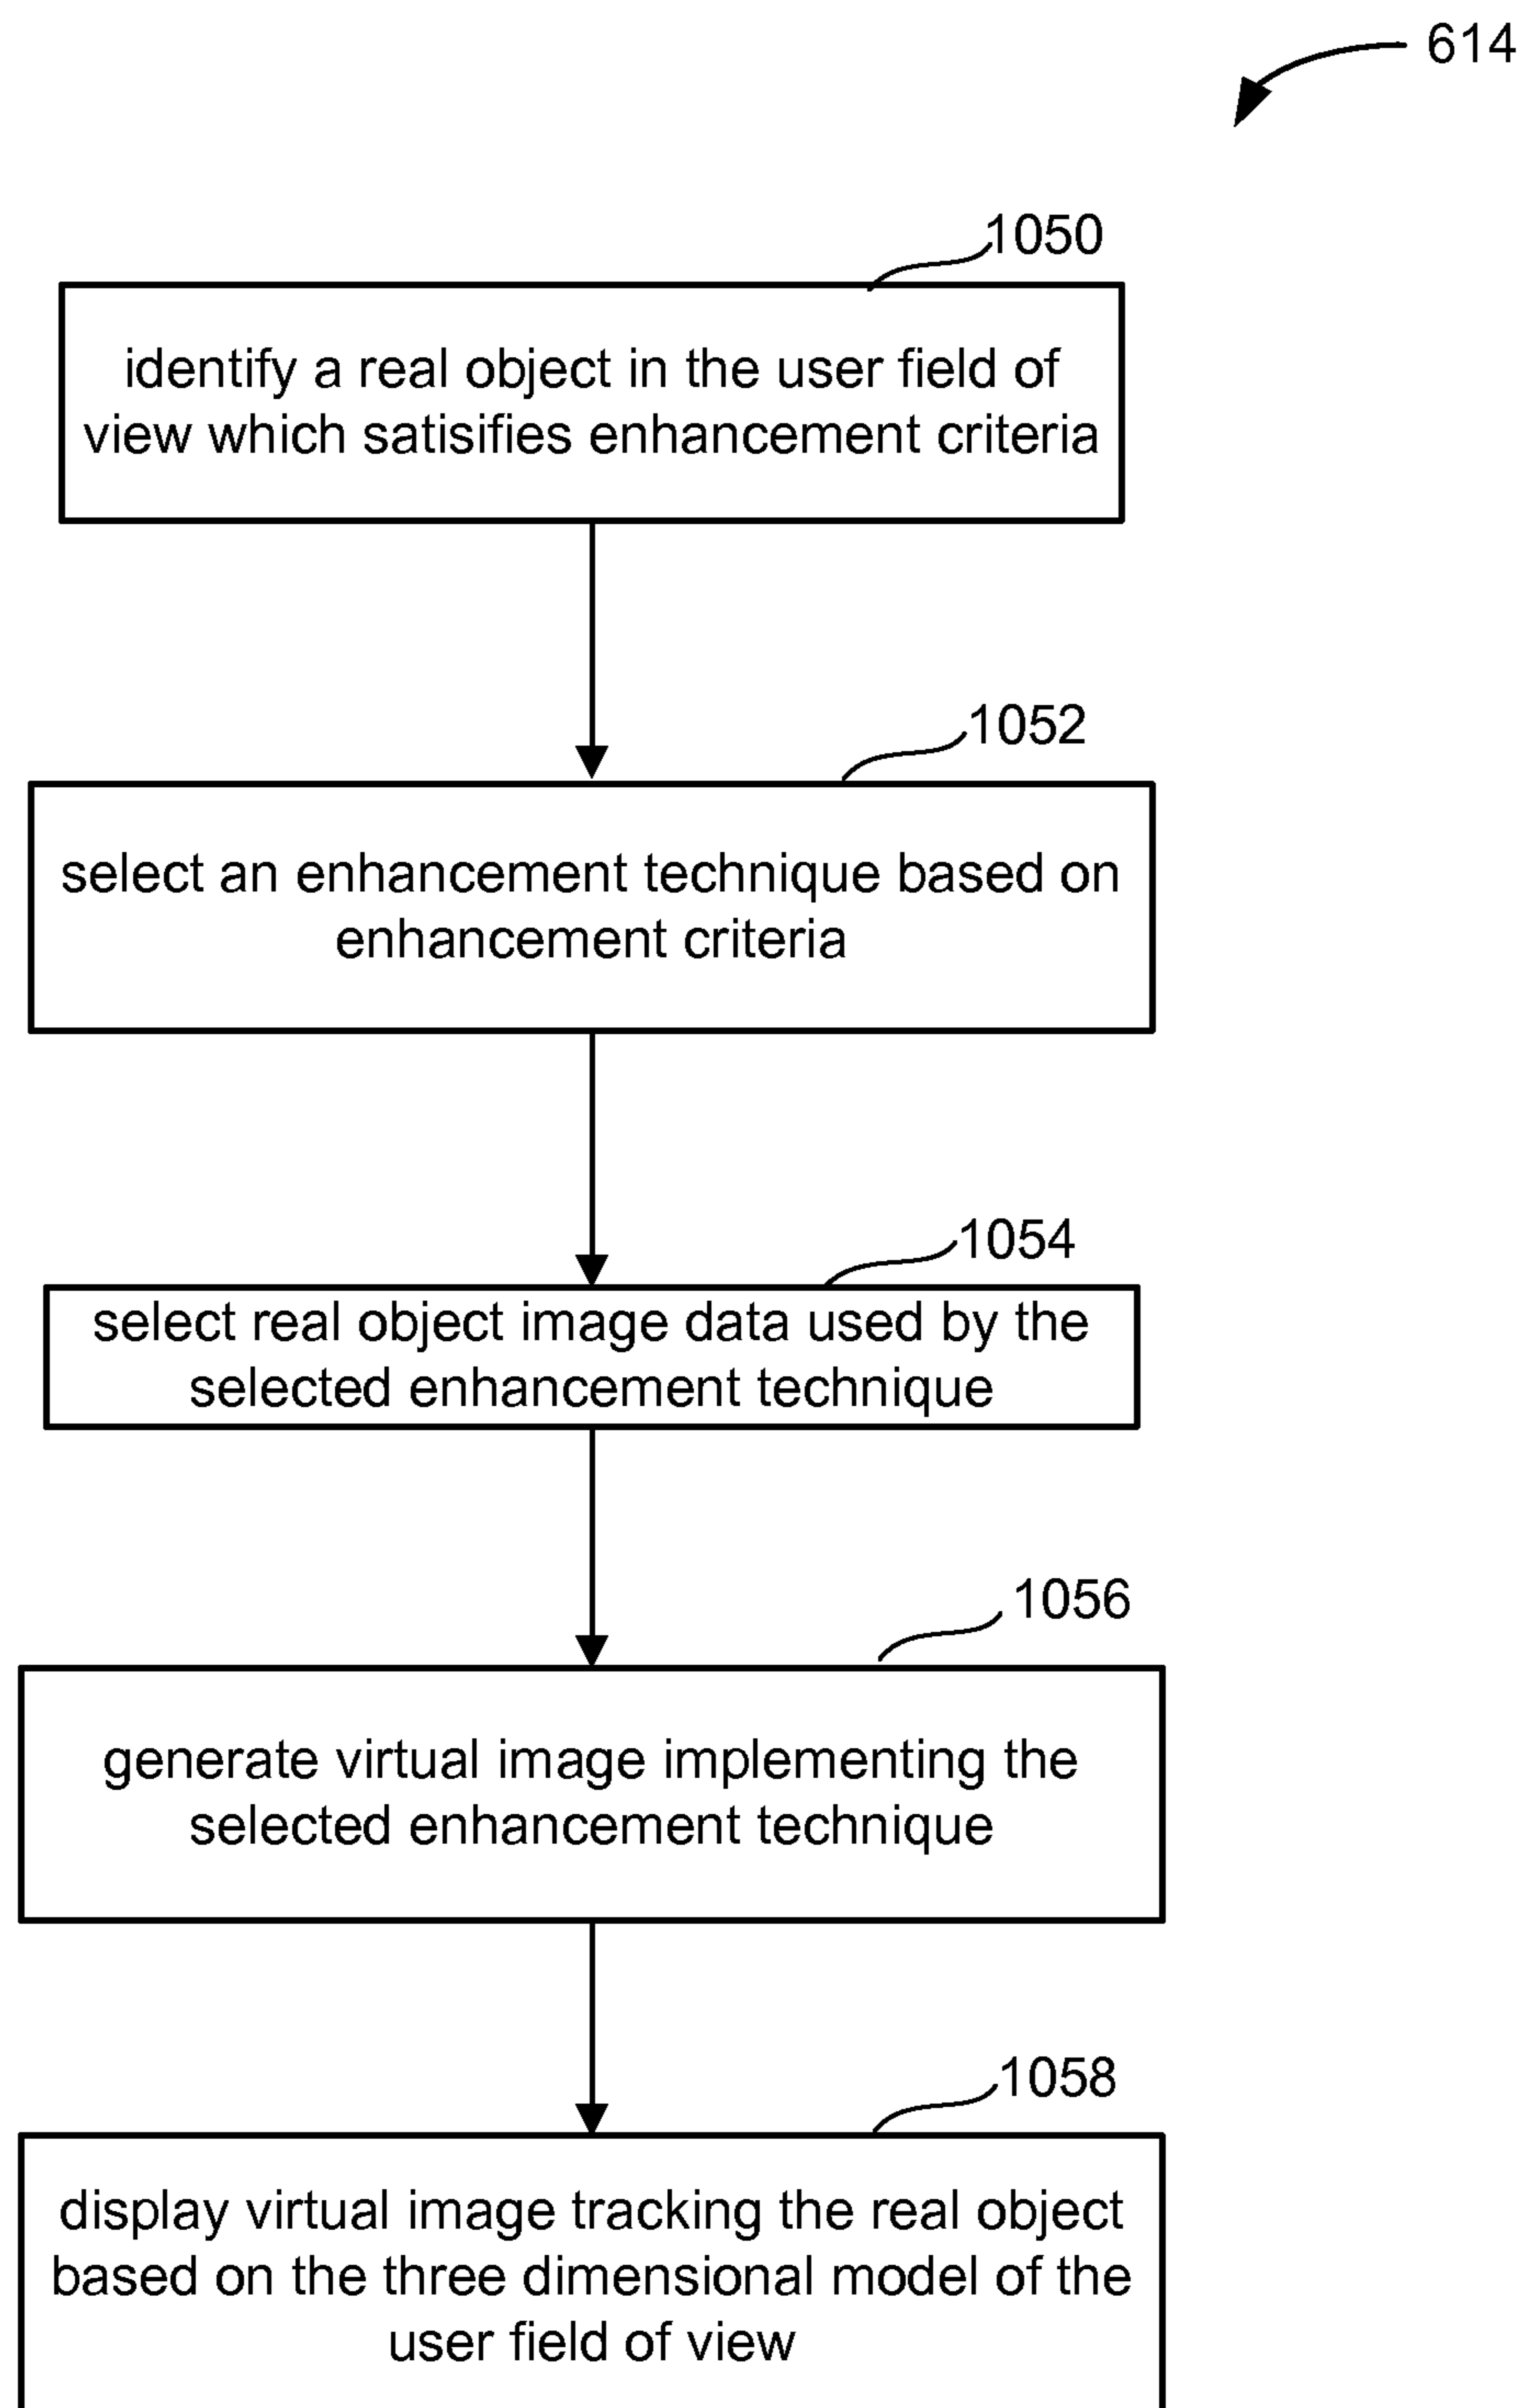 614
1050
identify a real object in the user field of
view which satisifies enhancement criteria
1052
select an enhancement technique based on
enhancement criteria
1054
select real object image data used by the
selected enhancement technique
1056
generate virtual image implementing the
selected enhancement technique
1058
display virtual image tracking the real object
based on the three dimensional model of the
user field of view